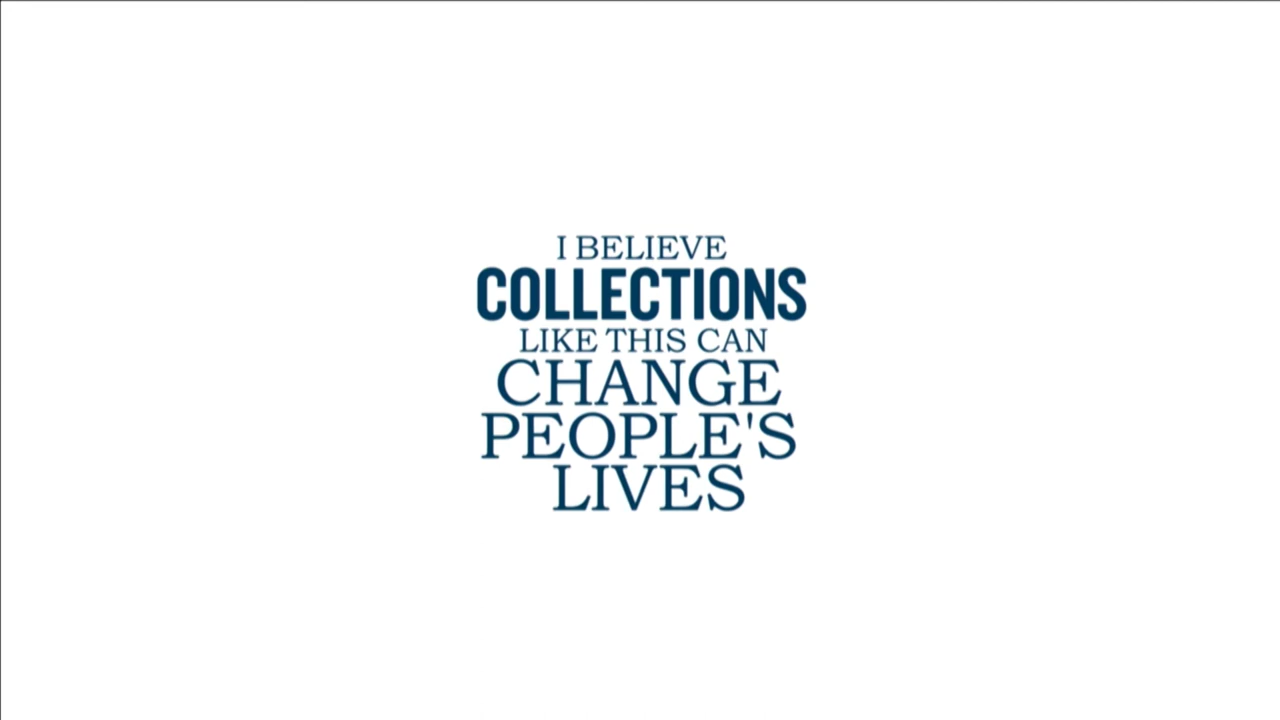 I BELIEVE
COLLECTIONS
LIKE THIS CAN
CHANGE
PEOPLE'S
LIVES